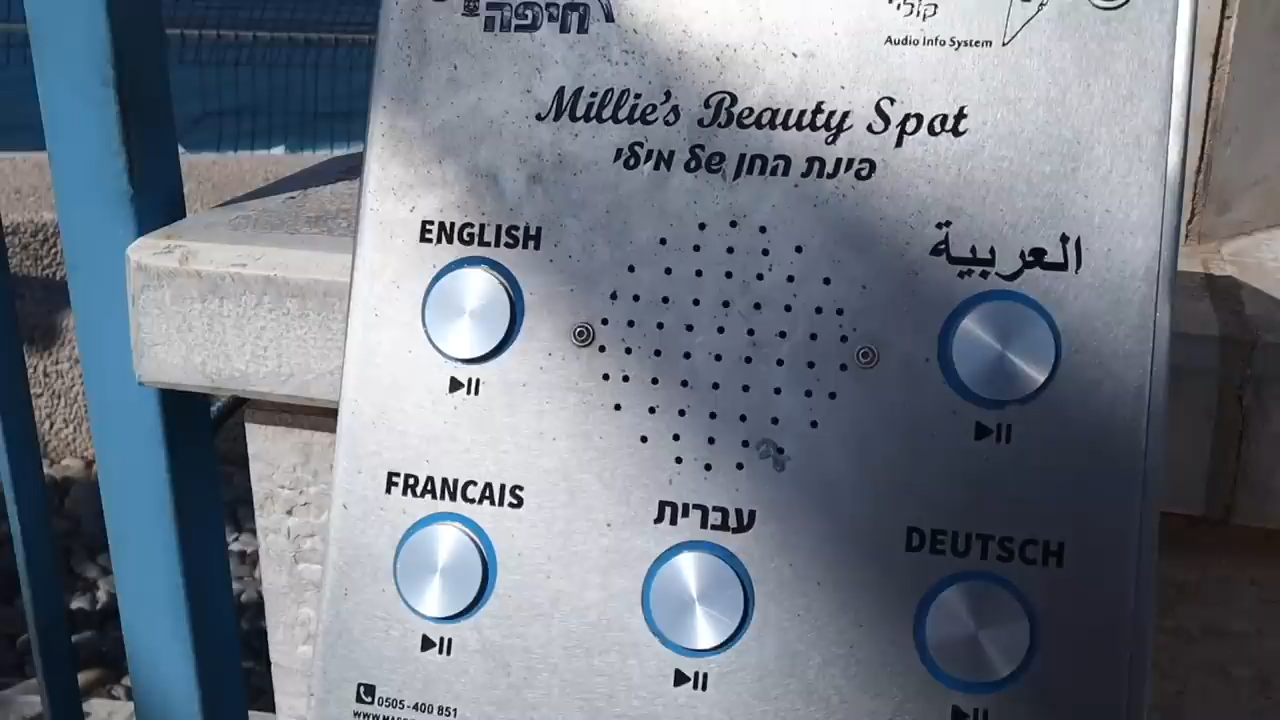 חיפה
קולי
Audio Info System
Millie's Beauty Spot
פינת החן של מילי
ENGLISH
العربية
FRANCAIS
עברית
DEUTSCH
0505-400 851